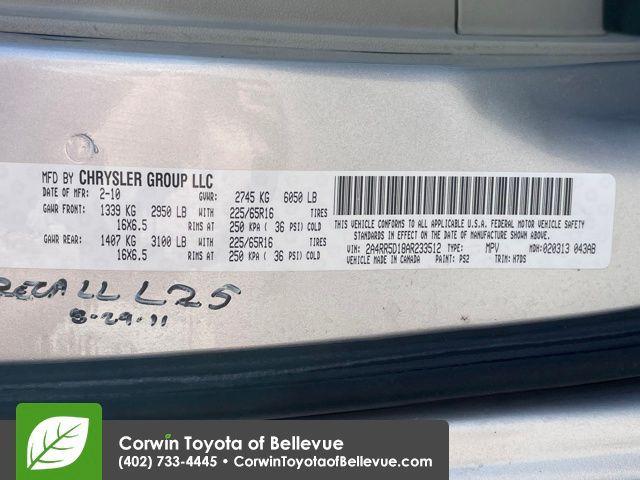 MFD BY CHRYSLER GROUP LLC
DATE OF MFR: 2-10 GVWR: 2745 KG 6050 LB
GAWR FRONT: 1339 KG 2950 LB WITH 225/65R16 TIRES
16X6.5 RIMS AT 250 KPA ( 36 PSI) COLD
GAWR REAR: 1407 KG 3100 LB WITH 225/65R16 TIRES
16X6.5 RIMS AT 250 KPA ( 36 PSI) COLD
THIS VEHICLE CONFORMS TO ALL APPLICABLE U.S.A. FEDERAL MOTOR VEHICLE SAFETY
STANDARDS IN EFFECT ON THE DATE OF MANUFACTURE SHOWN ABOVE.
VIN: 2A4RR5D18AR233512 TYPE: MPV MDH: 020313 043AB
VEHICLE MADE IN CANADA PAINT: PS2 TRIM: H7DS
RECALL L25
8-29-11
Corwin Toyota of Bellevue
(402) 733-4445 • CorwinToyotaofBellevue.com